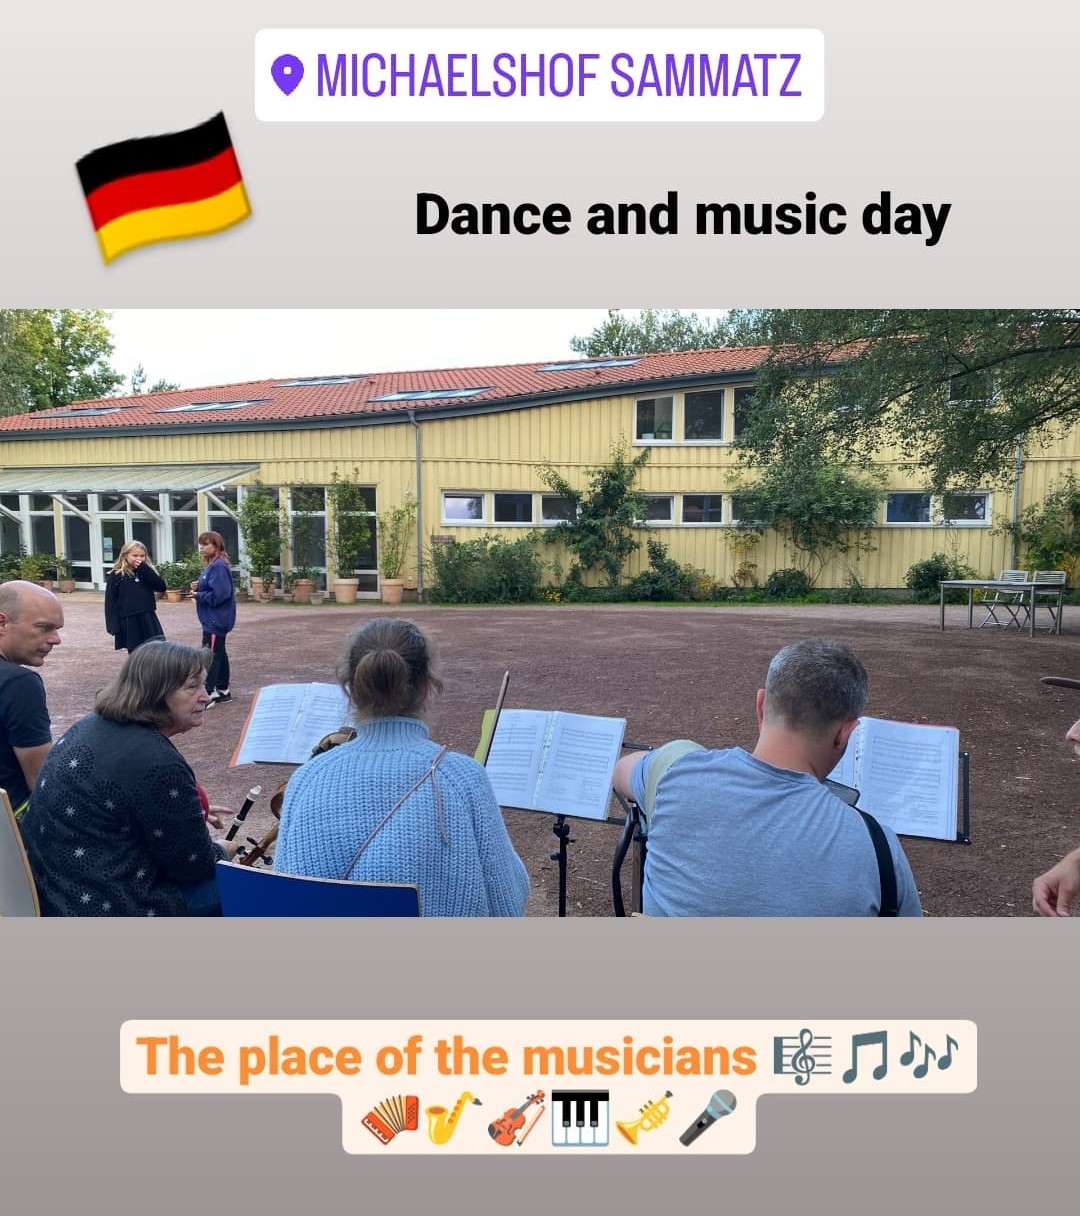 MICHAELSHOF SAMMATZ
Dance and music day
The place of the musicians 🎼🎵🎶
🪗🎷🎻🎹🎺🎤